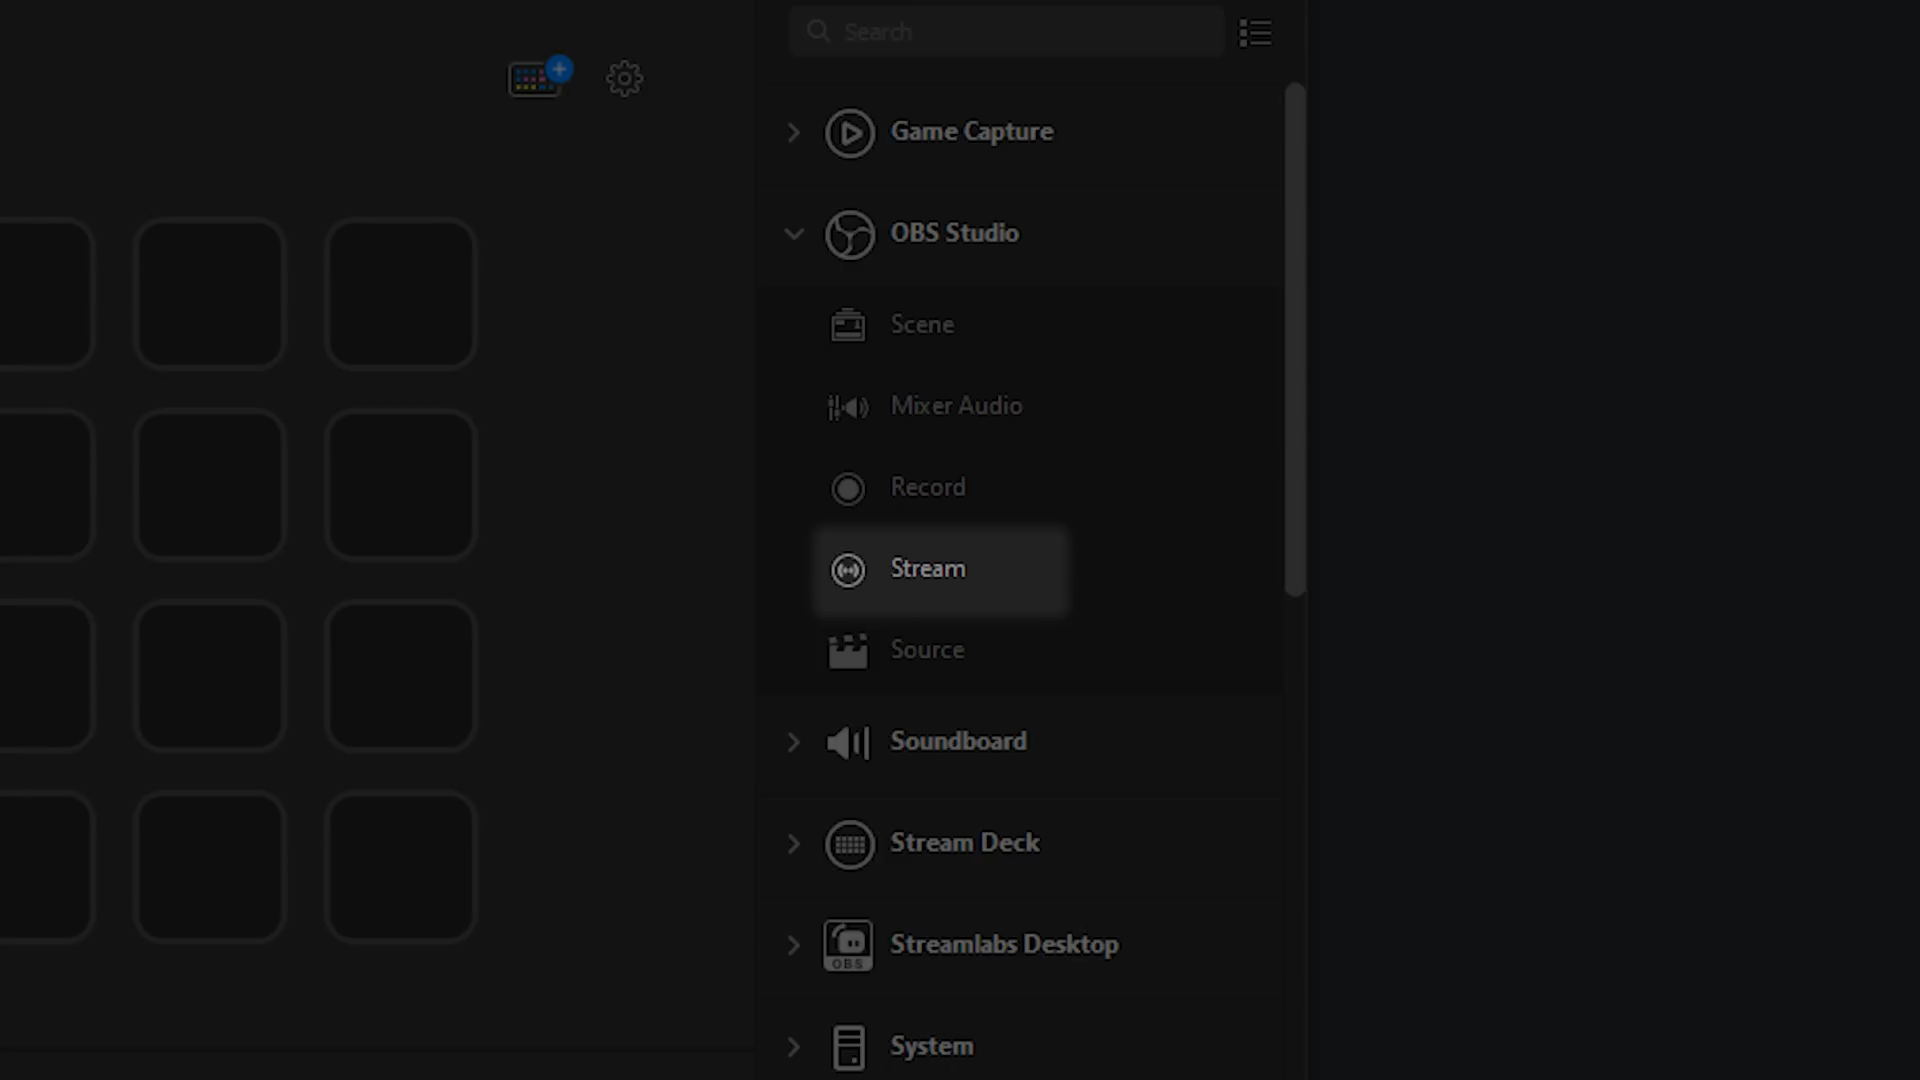 Search
Game Capture
OBS Studio
Scene
Mixer Audio
Record
Stream
Source
Soundboard
Stream Deck
OBS
Streamlabs Desktop
System